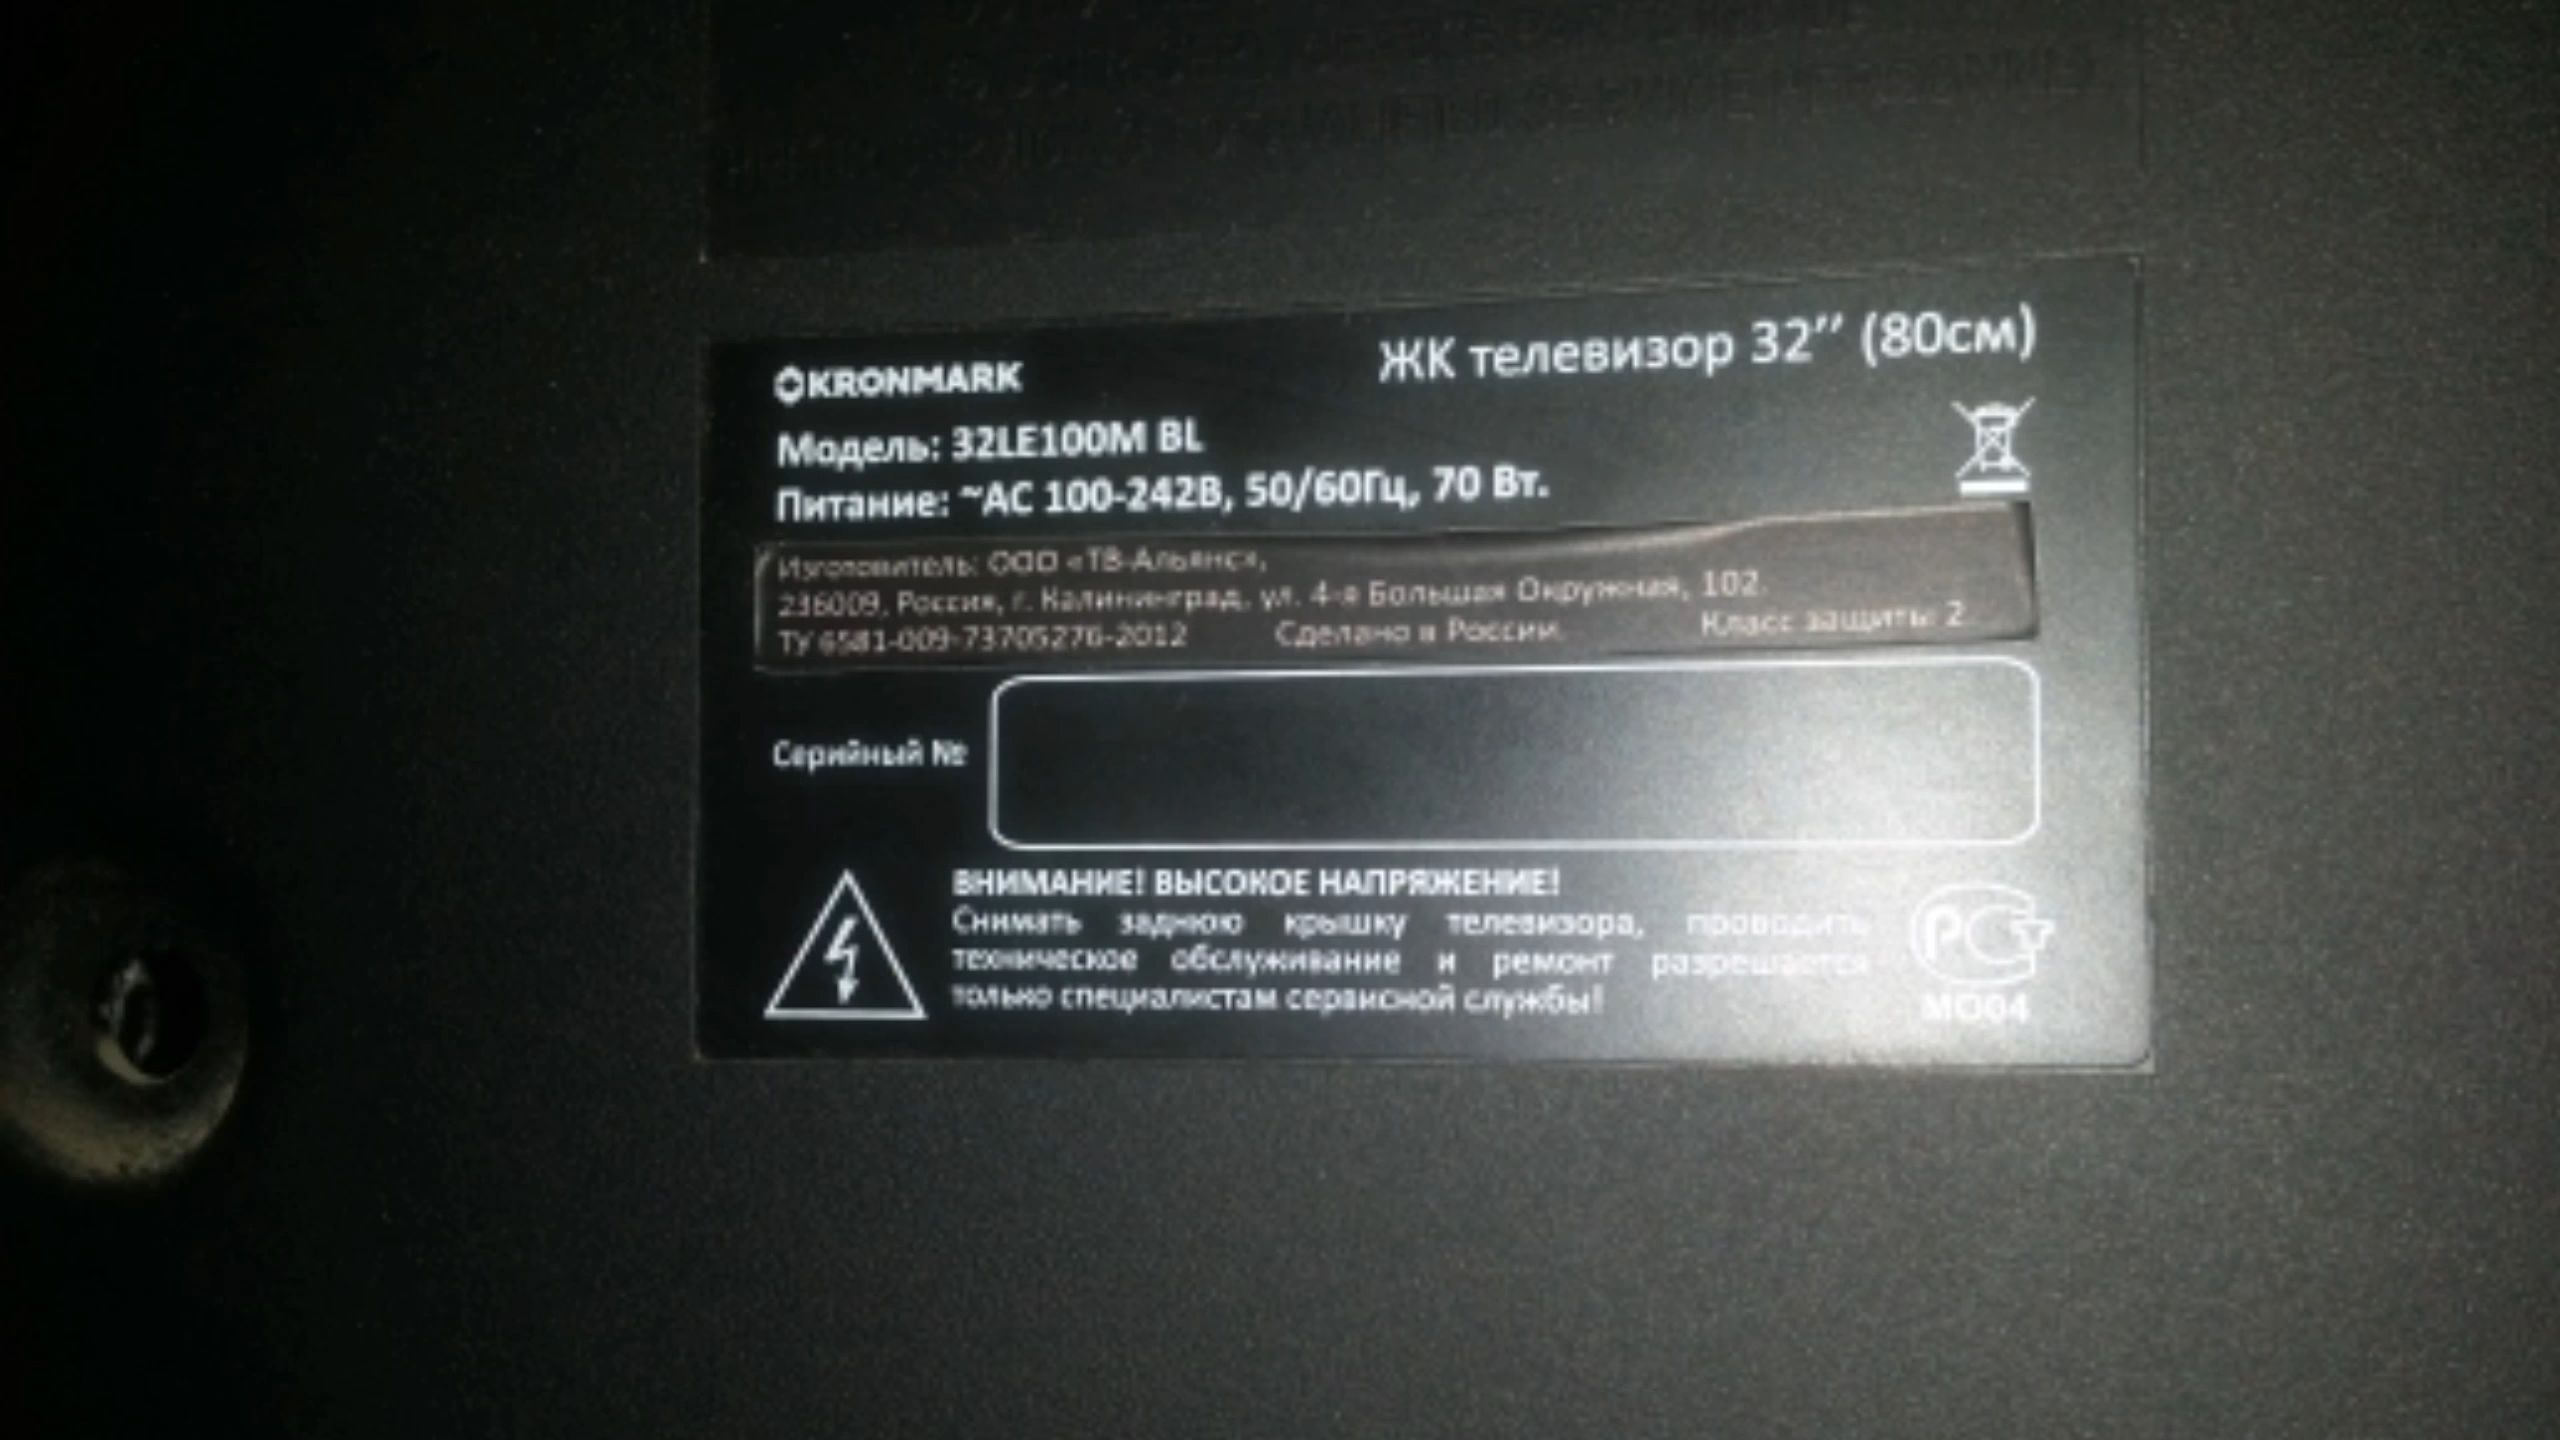 KRONMARK
ЖК телевизор 32’’ (80см)
Модель: 32LE100M BL
Питание: ~AC 100-242В, 50/60Гц, 70 Вт.
Изготовитель: ООО «ТВ-Альянс»,
236009, Россия, г. Калининград, ул. 4-я Большая Окружная, 102.
ТУ 6581-009-73705276-2012 Сделано в России. Класс защиты: 2
Серийный №
ВНИМАНИЕ! ВЫСОКОЕ НАПРЯЖЕНИЕ!
Снимать заднюю крышку телевизора, проводить
техническое обслуживание и ремонт разрешается
только специалистам сервисной службы!
РСТ
МО04